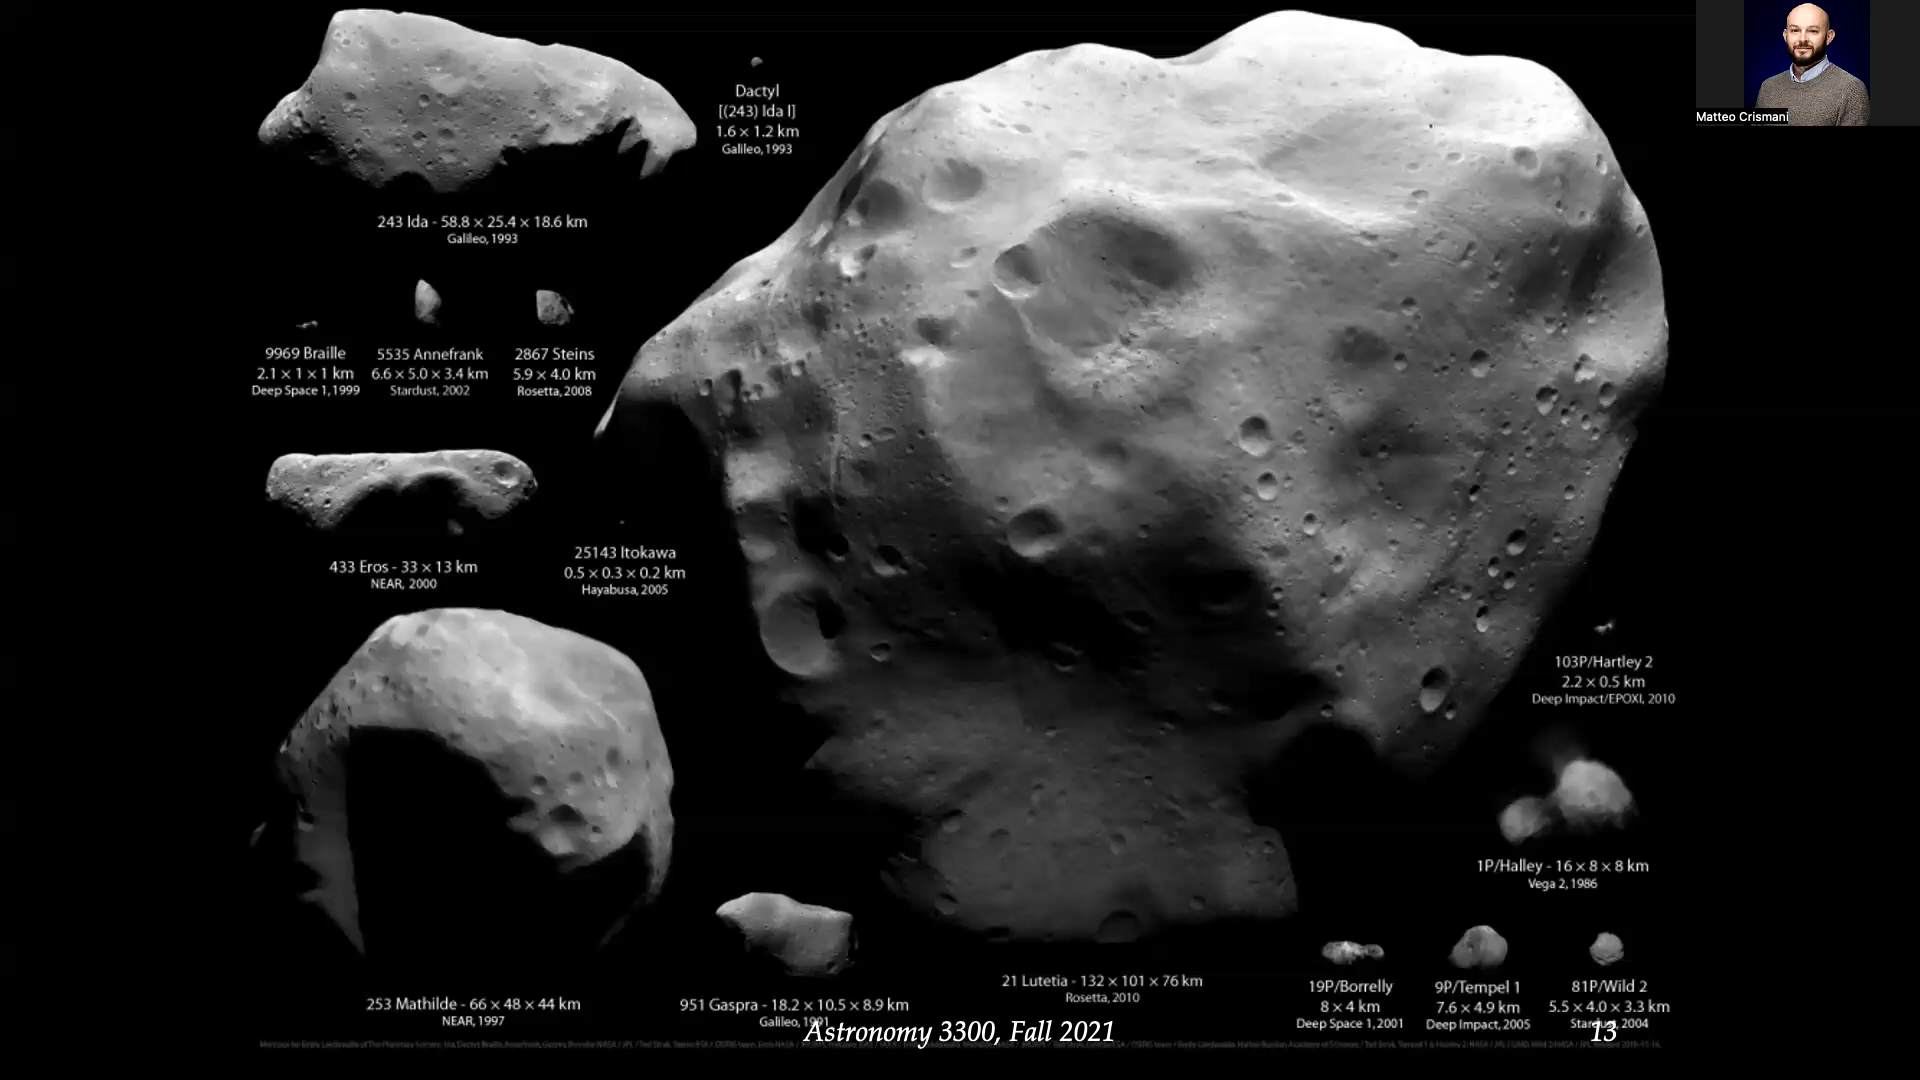 Matteo Crismani
Dactyl
[(243) Ida I]
1.6 × 1.2 km
Galileo, 1993
243 Ida - 58.8 × 25.4 × 18.6 km
Galileo, 1993
9969 Braille
2.1 × 1 × 1 km
Deep Space 1, 1999
5535 Annefrank
6.6 × 5.0 × 3.4 km
Stardust, 2002
2867 Steins
5.9 × 4.0 km
Rosetta, 2008
433 Eros - 33 × 13 km
NEAR, 2000
25143 Itokawa
0.5 × 0.3 × 0.2 km
Hayabusa, 2005
103P/Hartley 2
2.2 × 0.5 km
Deep Impact/EPOXI, 2010
1P/Halley - 16 × 8 × 8 km
Vega 2, 1986
253 Mathilde - 66 × 48 × 44 km
NEAR, 1997
951 Gaspra - 18.2 × 10.5 × 8.9 km
Galileo, 1991
21 Lutetia - 132 × 101 × 76 km
Rosetta, 2010
19P/Borrelly
8 × 4 km
Deep Space 1, 2001
9P/Tempel 1
7.6 × 4.9 km
Deep Impact, 2005
81P/Wild 2
5.5 × 4.0 × 3.3 km
Stardust, 2004
Astronomy 3300, Fall 2021
13